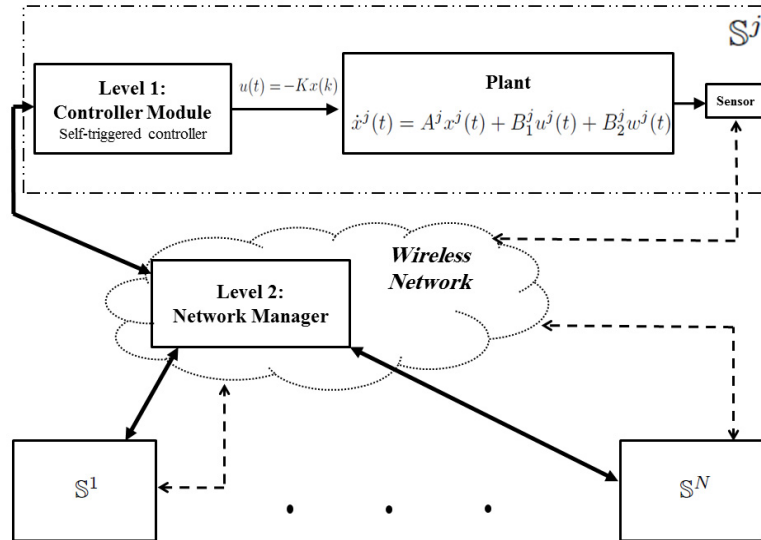 𝕊^j
Level 1:
Controller Module
Self-triggered controller
u(t) = −Kx(k)
Plant
ẋ^j(t) = A^j x^j(t) + B_1^j u^j(t) + B_2^j w^j(t)
Sensor
Wireless
Network
Level 2:
Network Manager
𝕊^1
. . .
𝕊^N